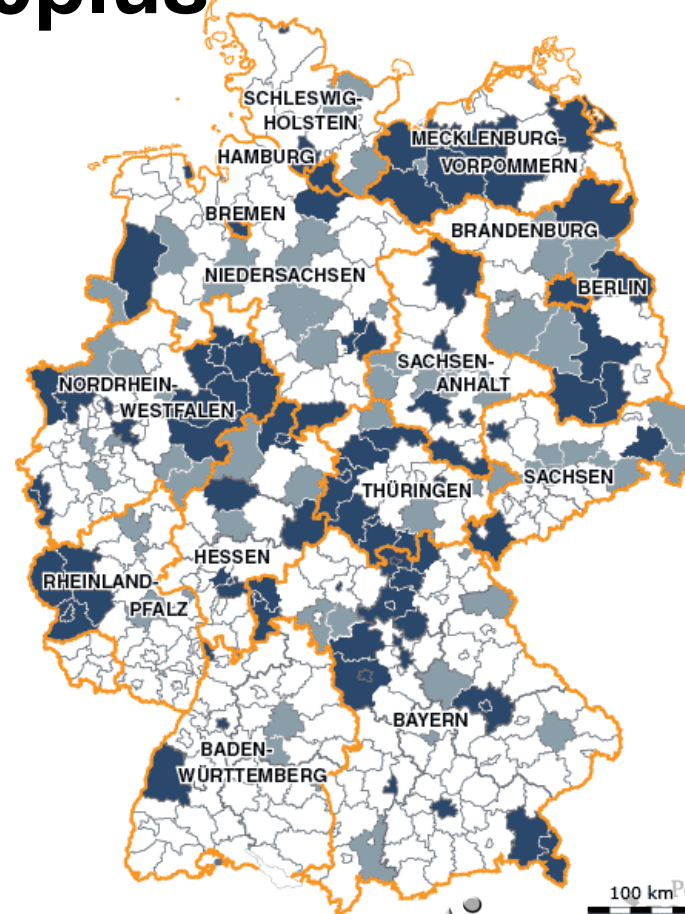 SCHLESWIG-
HOLSTEIN
MECKLENBURG-
VORPOMMERN
HAMBURG
BREMEN
BRANDENBURG
NIEDERSACHSEN
BERLIN
SACHSEN-
ANHALT
NORDRHEIN-
WESTFALEN
SACHSEN
THÜRINGEN
HESSEN
RHEINLAND-
PFALZ
BAYERN
BADEN-
WÜRTTEMBERG
100 km